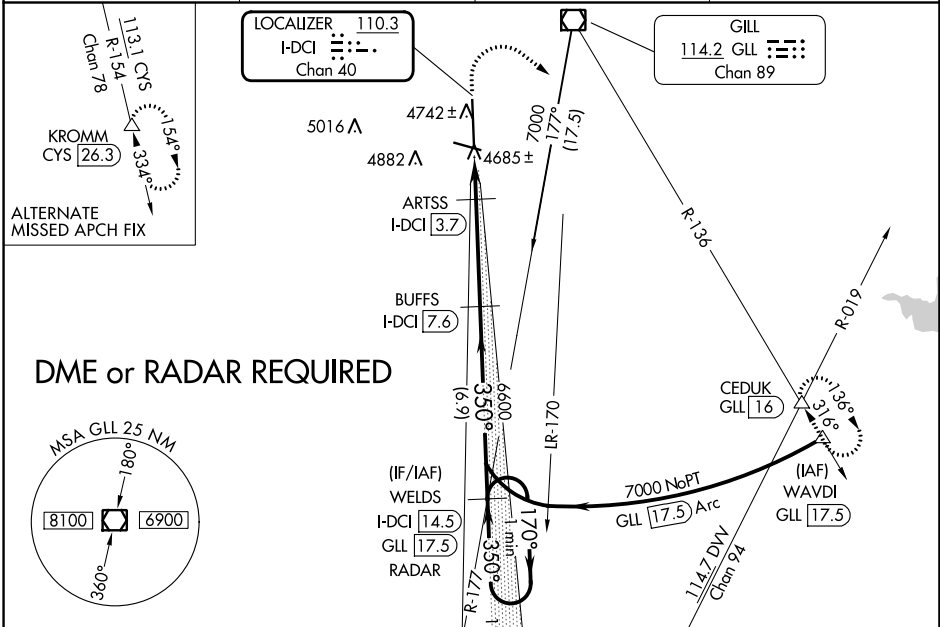 113.1 CYS
R-154
Chan 78
KROMM
CYS 26.3
154°
334°
ALTERNATE
MISSED APCH FIX
LOCALIZER 110.3
I-DCI
Chan 40
GILL
114.2 GLL
Chan 89
5016
4742 ±
4882
4685 ±
7000
177°
(17.5)
ARTSS
I-DCI 3.7
R-136
BUFFS
I-DCI 7.6
R-019
DME or RADAR REQUIRED
350°
(6.9)
6600
LR-170
CEDUK
GLL 16
136°
316°
MSA GLL 25 NM
180°
8100
6900
360°
(IF/IAF)
WELDS
I-DCI 14.5
GLL 17.5
RADAR
7000 NoPT
GLL 17.5 Arc
(IAF)
WAVDI
GLL 17.5
170°
1 min
350°
R-177
114.7 DVV
Chan 94